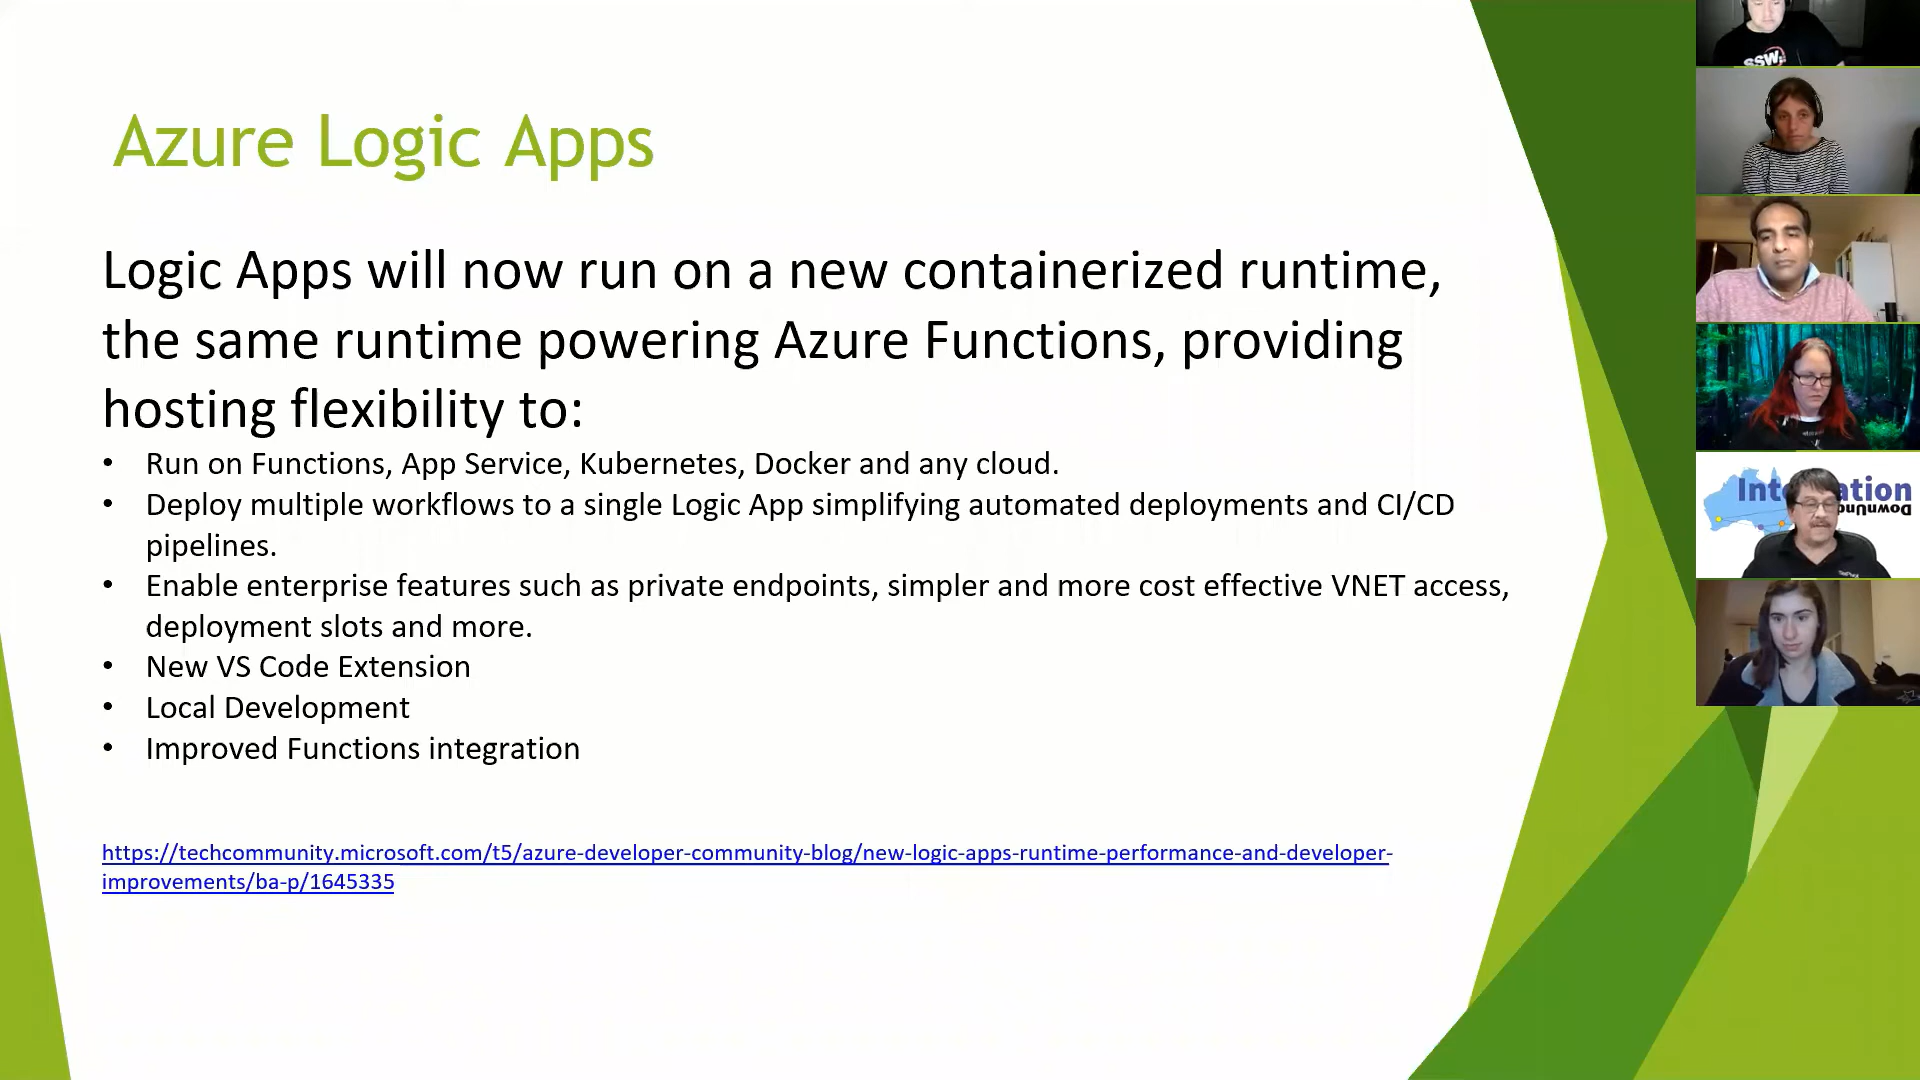 Azure Logic Apps
Logic Apps will now run on a new containerized runtime,
the same runtime powering Azure Functions, providing
hosting flexibility to:
• Run on Functions, App Service, Kubernetes, Docker and any cloud.
• Deploy multiple workflows to a single Logic App simplifying automated deployments and CI/CD
pipelines.
• Enable enterprise features such as private endpoints, simpler and more cost effective VNET access,
deployment slots and more.
• New VS Code Extension
• Local Development
• Improved Functions integration
https://techcommunity.microsoft.com/t5/azure-developer-community-blog/new-logic-apps-runtime-performance-and-developer-
improvements/ba-p/1645335
SSW